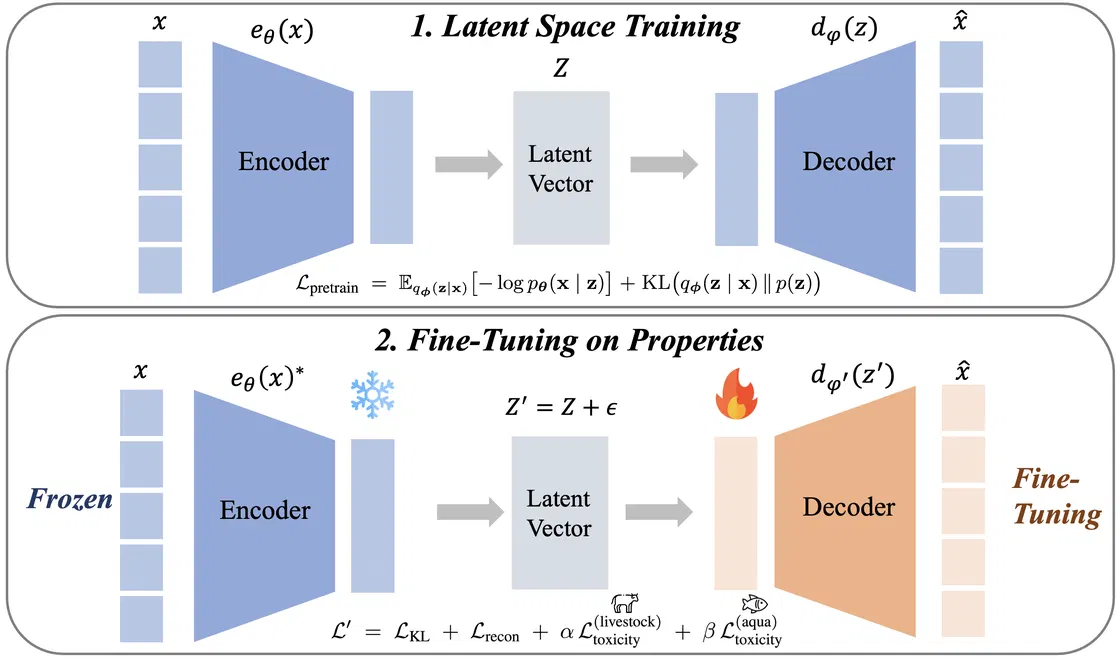 1. Latent Space Training
x
e_θ(x)
Z
d_φ(z)
x̂
Encoder
Latent
Vector
Decoder
ℒ_pretrain = 𝔼_{q_ϕ(z|x)}[− log p_θ(x | z)] + KL(q_ϕ(z | x) ∥ p(z))
2. Fine-Tuning on Properties
x
e_θ(x)*
Z′ = Z + ϵ
d_φ′(z′)
x̂
Frozen
Encoder
Latent
Vector
Decoder
Fine-
Tuning
ℒ′ = ℒ_KL + ℒ_recon + α ℒ_toxicity^(livestock) + β ℒ_toxicity^(aqua)